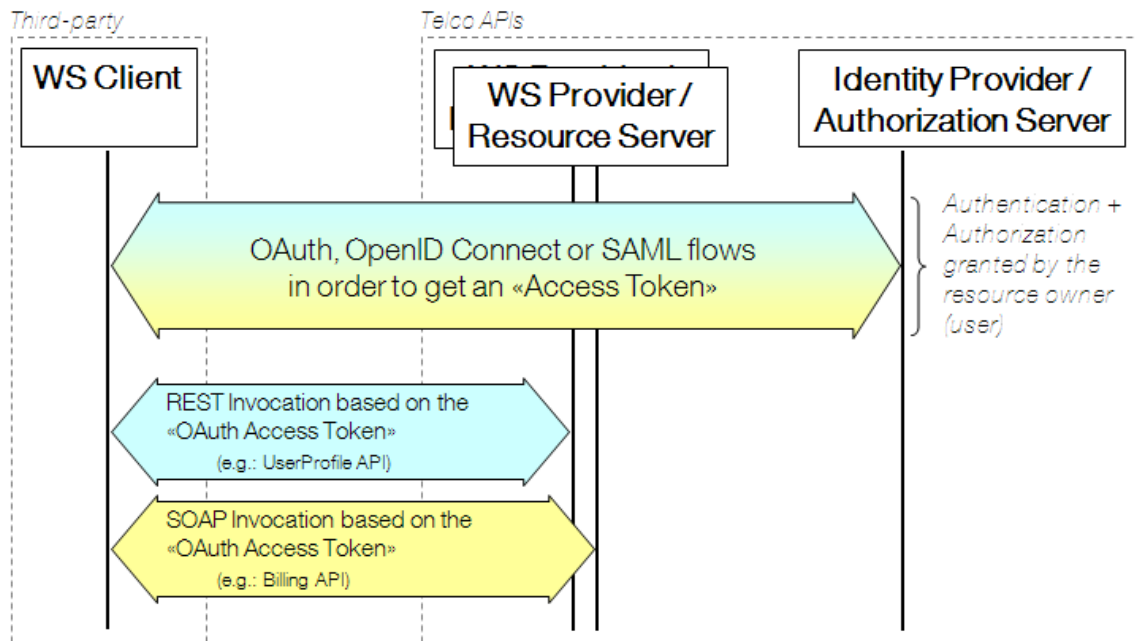 Third-party
Telco APIs
WS Client
WS Provider /
Resource Server
Identity Provider /
Authorization Server
OAuth, OpenID Connect or SAML flows
in order to get an «Access Token»
Authentication +
Authorization
granted by the
resource owner
(user)
REST Invocation based on the
«OAuth Access Token»
(e.g.: UserProfile API)
SOAP Invocation based on the
«OAuth Access Token»
(e.g.: Billing API)